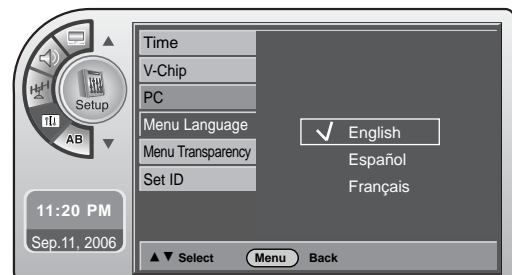 Setup
AB
11:20 PM
Sep.11, 2006
Time
V-Chip
PC
Menu Language
Menu Transparency
Set ID
English
Español
Français
▲▼ Select Menu Back